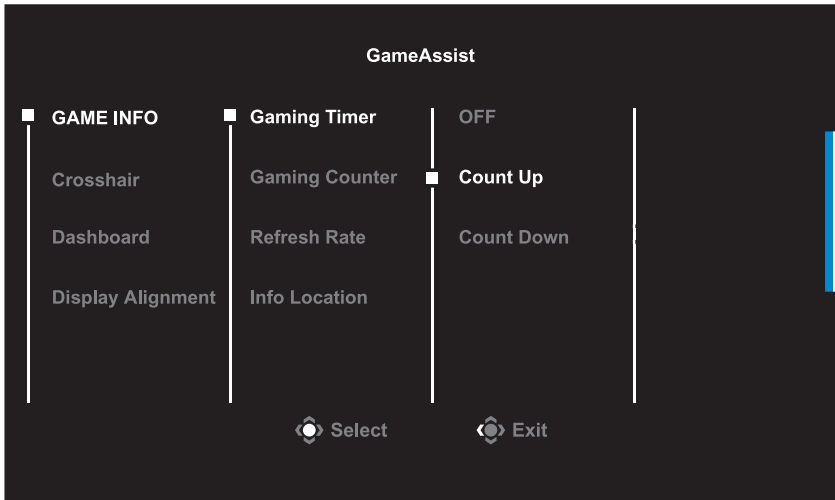 GameAssist
GAME INFO
Gaming Timer
OFF
Crosshair
Gaming Counter
Count Up
Dashboard
Refresh Rate
Count Down
Display Alignment
Info Location
Select
Exit